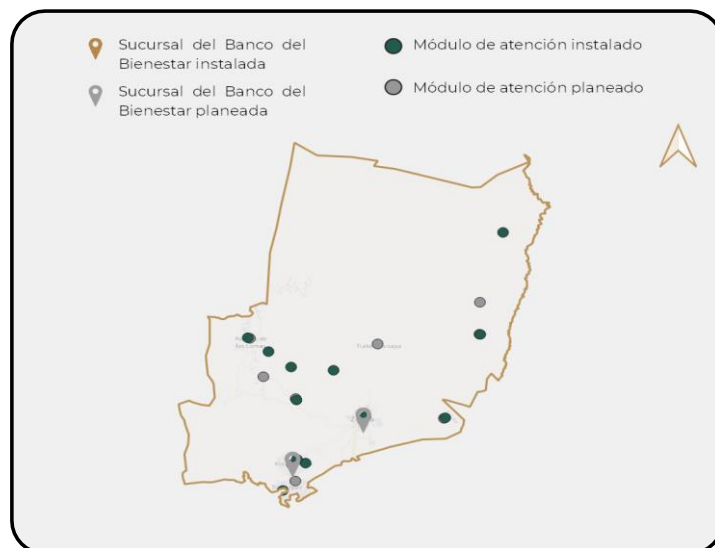 Sucursal del Banco del
Bienestar instalada
Sucursal del Banco del
Bienestar planeada
Módulo de atención instalado
Módulo de atención planeado